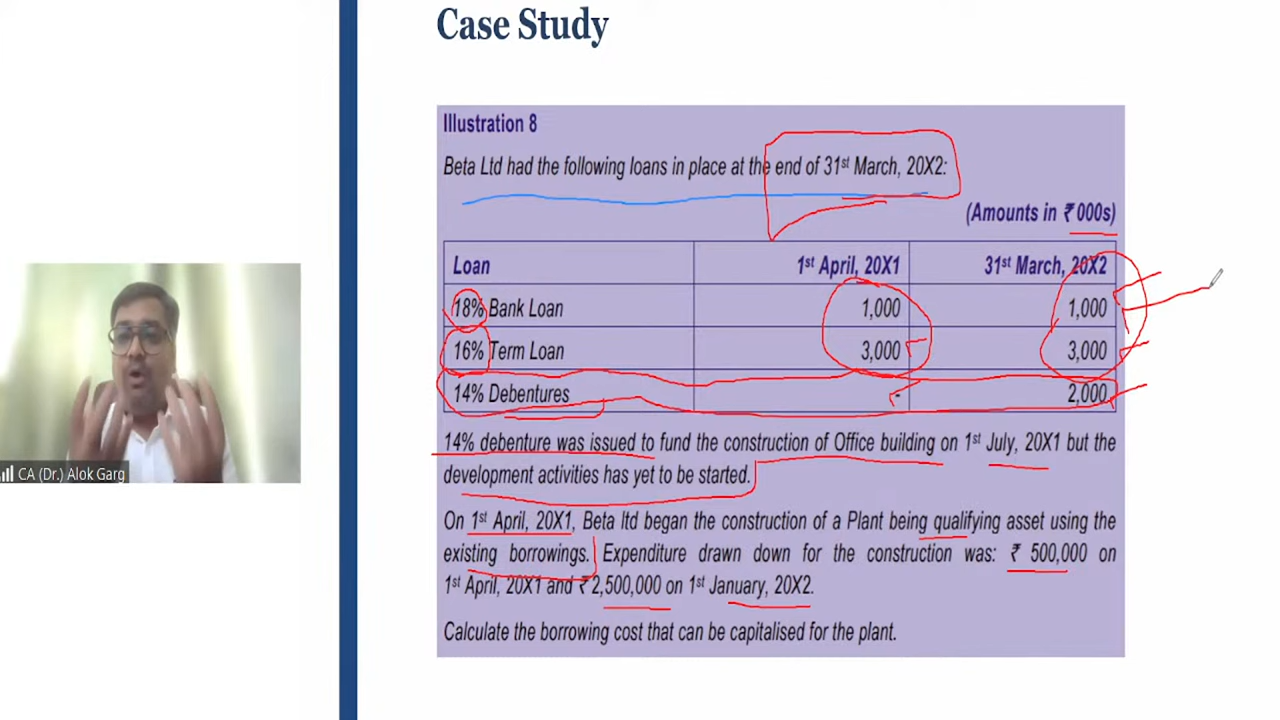 Case Study
Illustration 8
Beta Ltd had the following loans in place at the end of 31st March, 20X2:
(Amounts in ₹ 000s)
Loan 1st April, 20X1 31st March, 20X2
18% Bank Loan 1,000 1,000
16% Term Loan 3,000 3,000
14% Debentures - 2,000
14% debenture was issued to fund the construction of Office building on 1st July, 20X1 but the
development activities has yet to be started.
On 1st April, 20X1, Beta ltd began the construction of a Plant being qualifying asset using the
existing borrowings. Expenditure drawn down for the construction was: ₹ 500,000 on
1st April, 20X1 and ₹ 2,500,000 on 1st January, 20X2.
Calculate the borrowing cost that can be capitalised for the plant.
CA (Dr.) Alok Garg